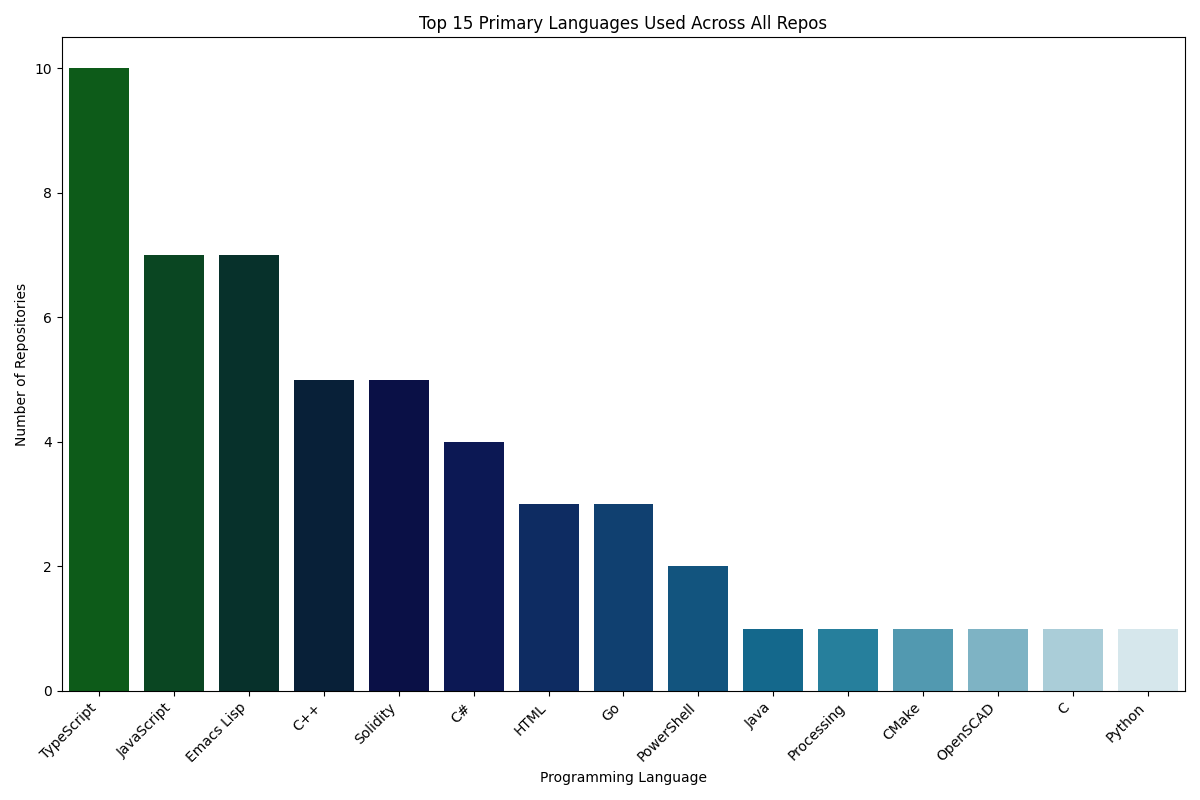 Top 15 Primary Languages Used Across All Repos
Number of Repositories
10
8
6
4
2
0
TypeScript
JavaScript
Emacs Lisp
C++
Solidity
C#
HTML
Go
PowerShell
Java
Processing
CMake
OpenSCAD
C
Python
Programming Language